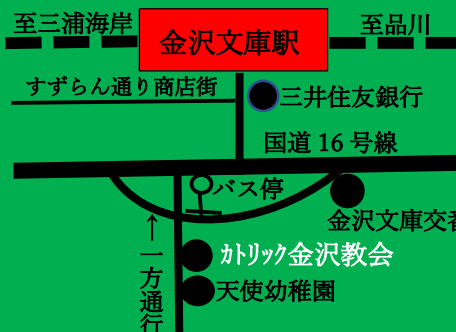 至三浦海岸
金沢文庫駅
至品川
すずらん通り商店街
三井住友銀行
国道16号線
バス停
金沢文庫交番
↑一方通行
カトリック金沢教会
天使幼稚園